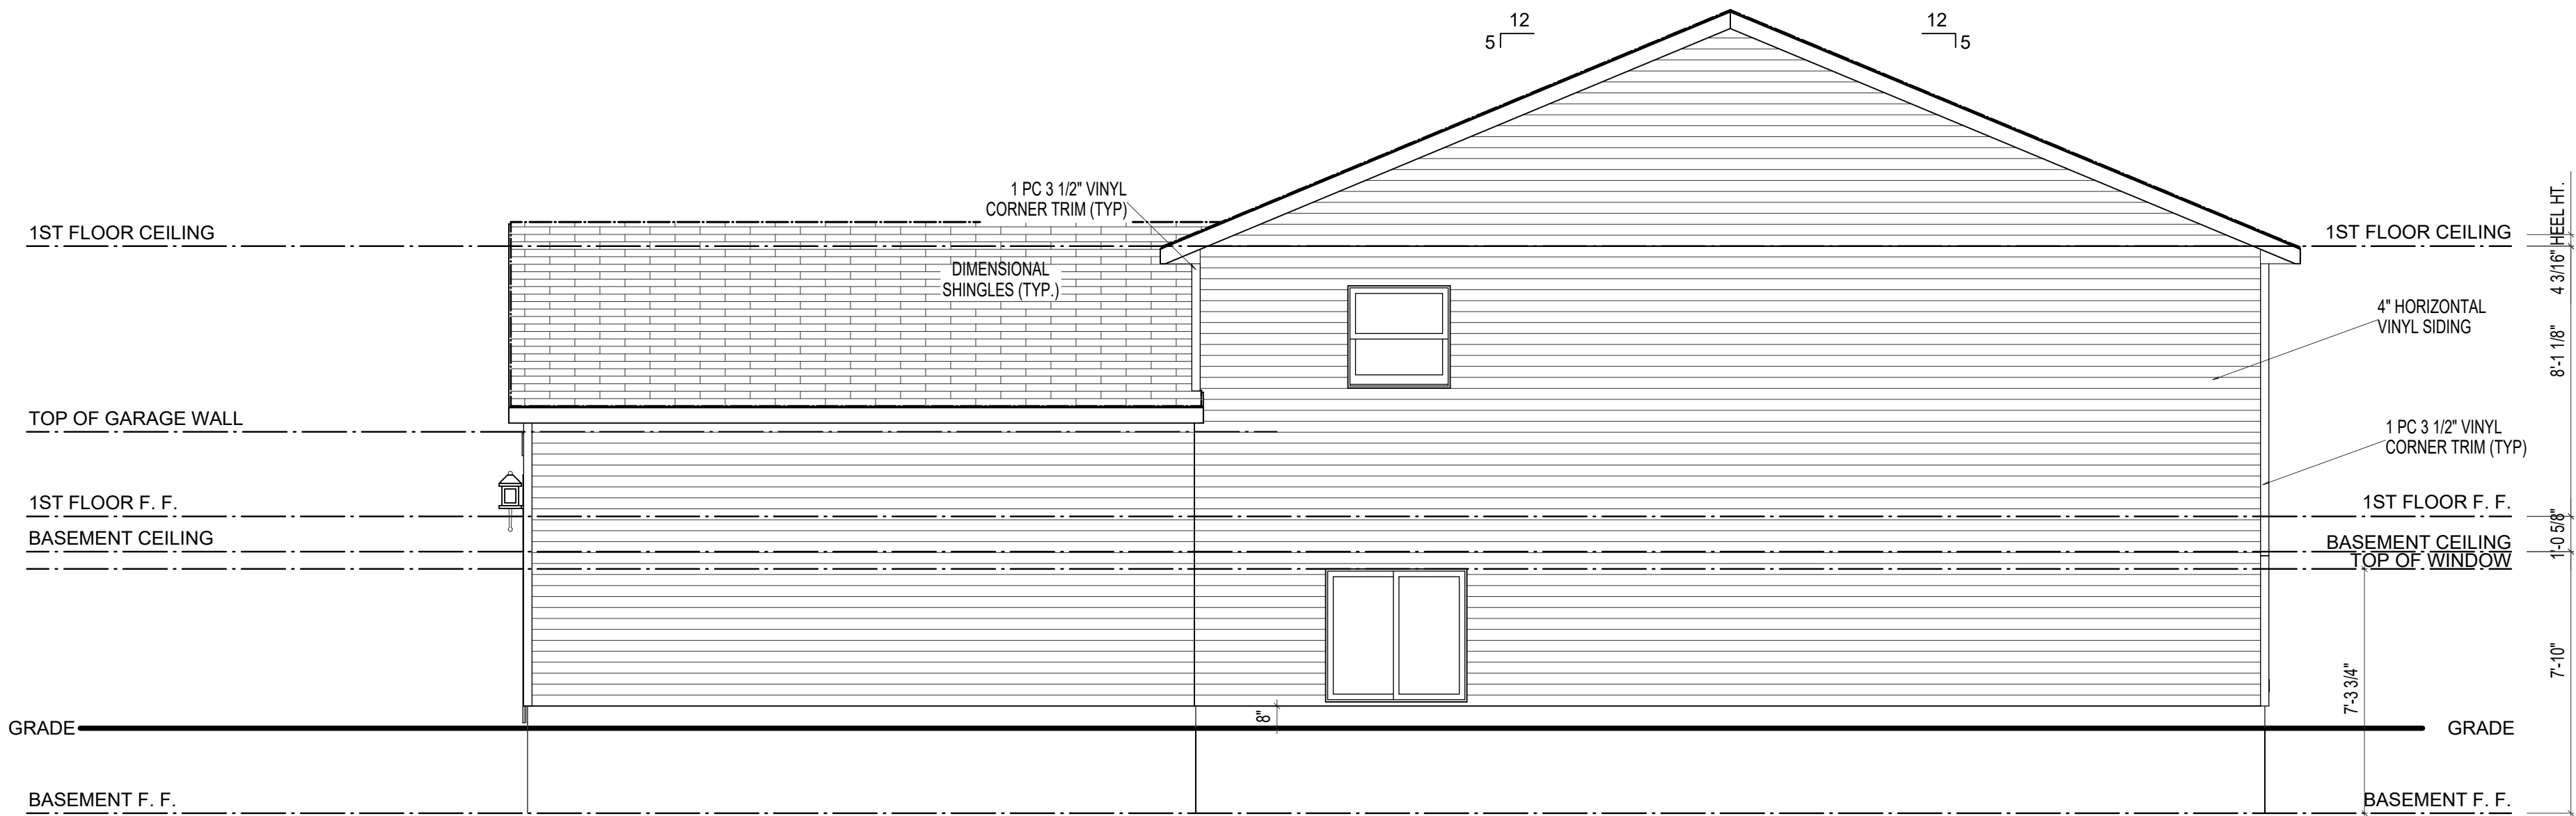 12
12
5
5
1 PC 3 1/2" VINYL
CORNER TRIM (TYP)
1ST FLOOR CEILING
1ST FLOOR CEILING
4 3/16" HEEL HT.
DIMENSIONAL
SHINGLES (TYP.)
4" HORIZONTAL
VINYL SIDING
8'-1 1/8"
TOP OF GARAGE WALL
1 PC 3 1/2" VINYL
CORNER TRIM (TYP)
1ST FLOOR F. F.
1ST FLOOR F. F.
1'-0 5/8"
BASEMENT CEILING
BASEMENT CEILING
TOP OF WINDOW
7'-10"
7'-3 3/4"
8"
GRADE
GRADE
BASEMENT F. F.
BASEMENT F. F.